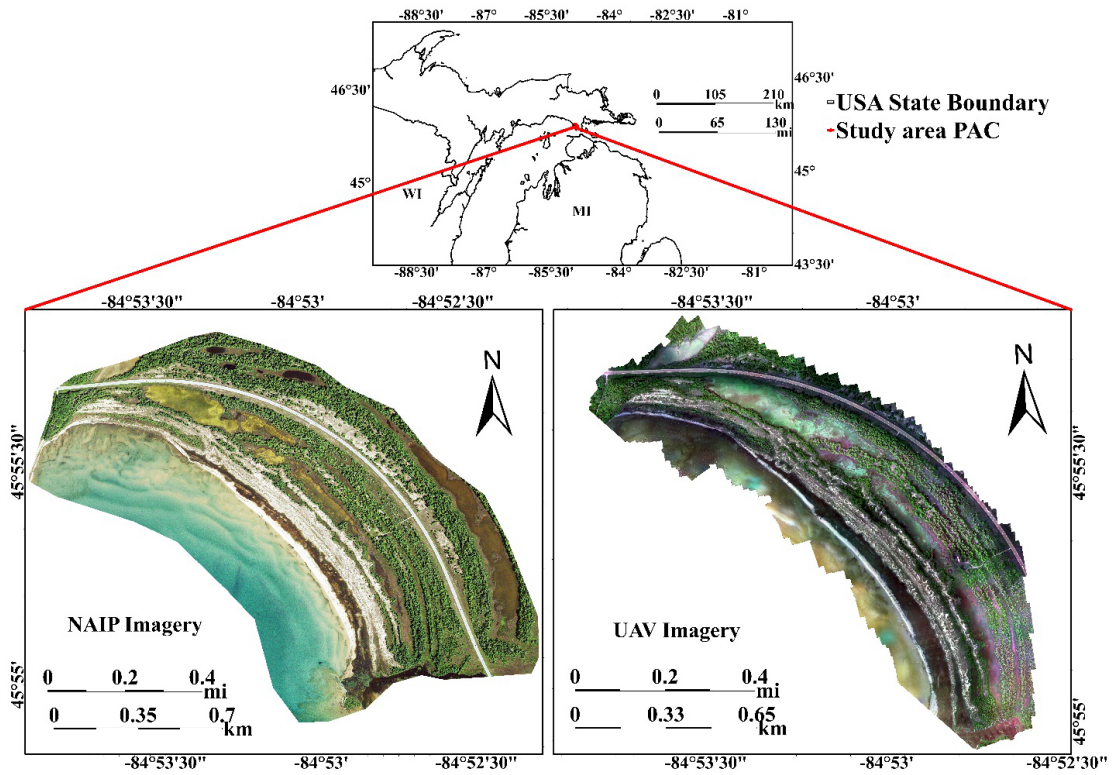 -88°30' -87° -85°30' -84° -82°30' -81°
46°30'
46°30'
0 105 210
km
0 65 130
mi
USA State Boundary
Study area PAC
45°
45°
WI
MI
43°30'
-88°30' -87° -85°30' -84° -82°30' -81°
-84°53'30" -84°53' -84°52'30"
-84°53'30" -84°53'
N
N
45°55'30"
45°55'30"
NAIP Imagery
UAV Imagery
0 0.2 0.4
mi
0 0.35 0.7
km
0 0.2 0.4
mi
0 0.33 0.65
km
45°55'
45°55'
-84°53'30" -84°53' -84°52'30"
-84°53'30" -84°53' -84°52'30"